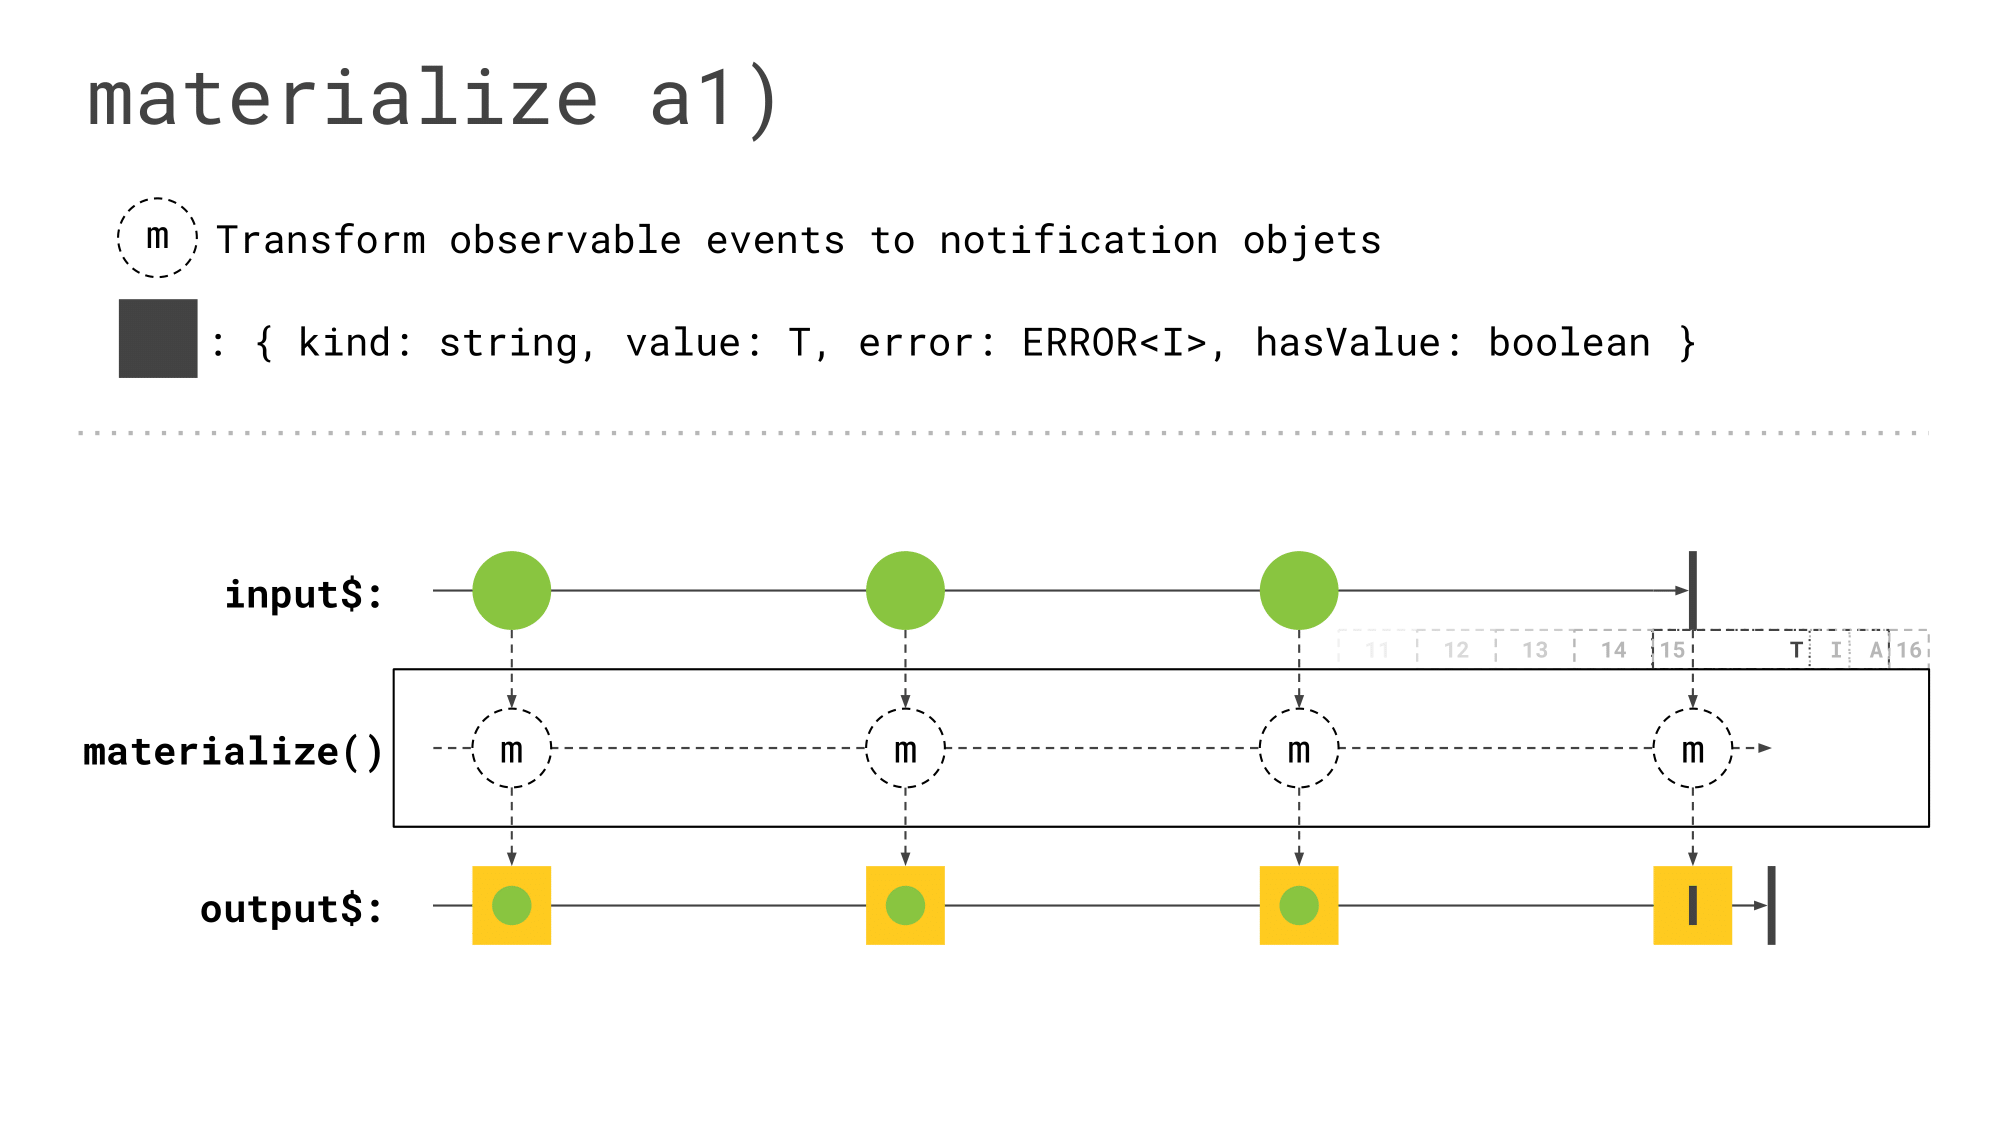 materialize a1)
m Transform observable events to notification objets
: { kind: string, value: T, error: ERROR<I>, hasValue: boolean }
input$:
11 12 13 14 15 T I A 16
materialize() m m m m
output$: